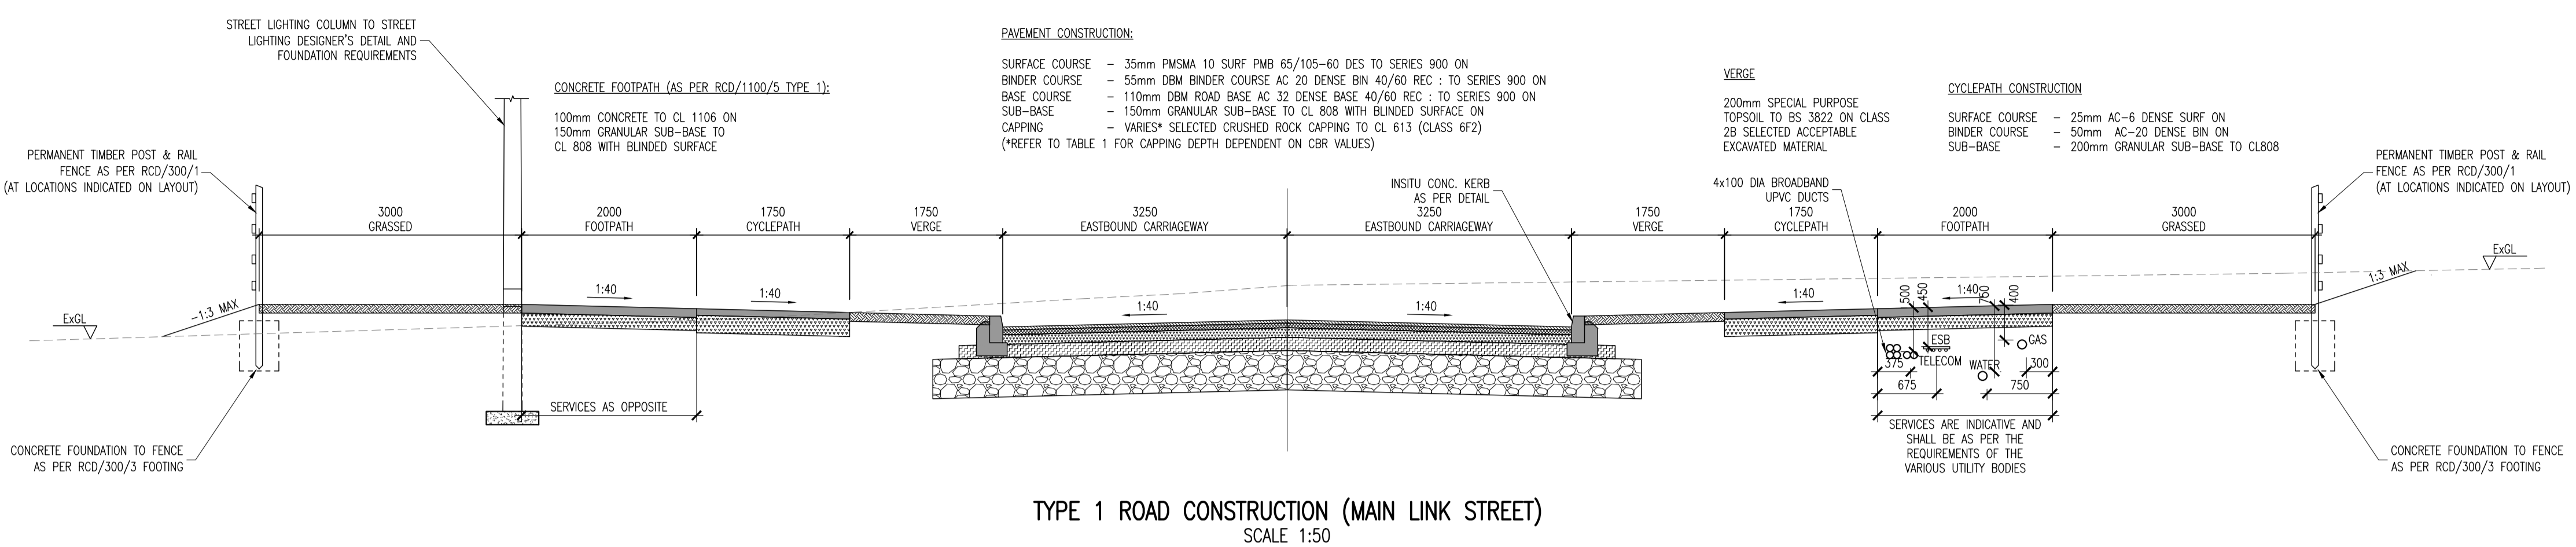 STREET LIGHTING COLUMN TO STREET
LIGHTING DESIGNER'S DETAIL AND
FOUNDATION REQUIREMENTS
CONCRETE FOOTPATH (AS PER RCD/1100/5 TYPE 1):
100mm CONCRETE TO CL 1106 ON
150mm GRANULAR SUB-BASE TO
CL 808 WITH BLINDED SURFACE
PAVEMENT CONSTRUCTION:
SURFACE COURSE - 35mm PMSMA 10 SURF PMB 65/105-60 DES TO SERIES 900 ON
BINDER COURSE - 55mm DBM BINDER COURSE AC 20 DENSE BIN 40/60 REC : TO SERIES 900 ON
BASE COURSE - 110mm DBM ROAD BASE AC 32 DENSE BASE 40/60 REC : TO SERIES 900 ON
SUB-BASE - 150mm GRANULAR SUB-BASE TO CL 808 WITH BLINDED SURFACE ON
CAPPING - VARIES* SELECTED CRUSHED ROCK CAPPING TO CL 613 (CLASS 6F2)
(*REFER TO TABLE 1 FOR CAPPING DEPTH DEPENDENT ON CBR VALUES)
VERGE
200mm SPECIAL PURPOSE
TOPSOIL TO BS 3822 ON CLASS
2B SELECTED ACCEPTABLE
EXCAVATED MATERIAL
CYCLEPATH CONSTRUCTION
SURFACE COURSE - 25mm AC-6 DENSE SURF ON
BINDER COURSE - 50mm AC-20 DENSE BIN ON
SUB-BASE - 200mm GRANULAR SUB-BASE TO CL808
PERMANENT TIMBER POST & RAIL
FENCE AS PER RCD/300/1
(AT LOCATIONS INDICATED ON LAYOUT)
INSITU CONC. KERB
AS PER DETAIL
4x100 DIA BROADBAND
UPVC DUCTS
PERMANENT TIMBER POST & RAIL
FENCE AS PER RCD/300/1
(AT LOCATIONS INDICATED ON LAYOUT)
3000
GRASSED
2000
FOOTPATH
1750
CYCLEPATH
1750
VERGE
3250
EASTBOUND CARRIAGEWAY
3250
EASTBOUND CARRIAGEWAY
1750
VERGE
1750
CYCLEPATH
2000
FOOTPATH
3000
GRASSED
ExGL
-1:3 MAX
1:40
1:40
1:40
1:40
1:40
1:40
500
450
750
400
1:3 MAX
ExGL
ESB
GAS
TELECOM
WATER
375
300
675
750
SERVICES AS OPPOSITE
SERVICES ARE INDICATIVE AND
SHALL BE AS PER THE
REQUIREMENTS OF THE
VARIOUS UTILITY BODIES
CONCRETE FOUNDATION TO FENCE
AS PER RCD/300/3 FOOTING
CONCRETE FOUNDATION TO FENCE
AS PER RCD/300/3 FOOTING
TYPE 1 ROAD CONSTRUCTION (MAIN LINK STREET)
SCALE 1:50